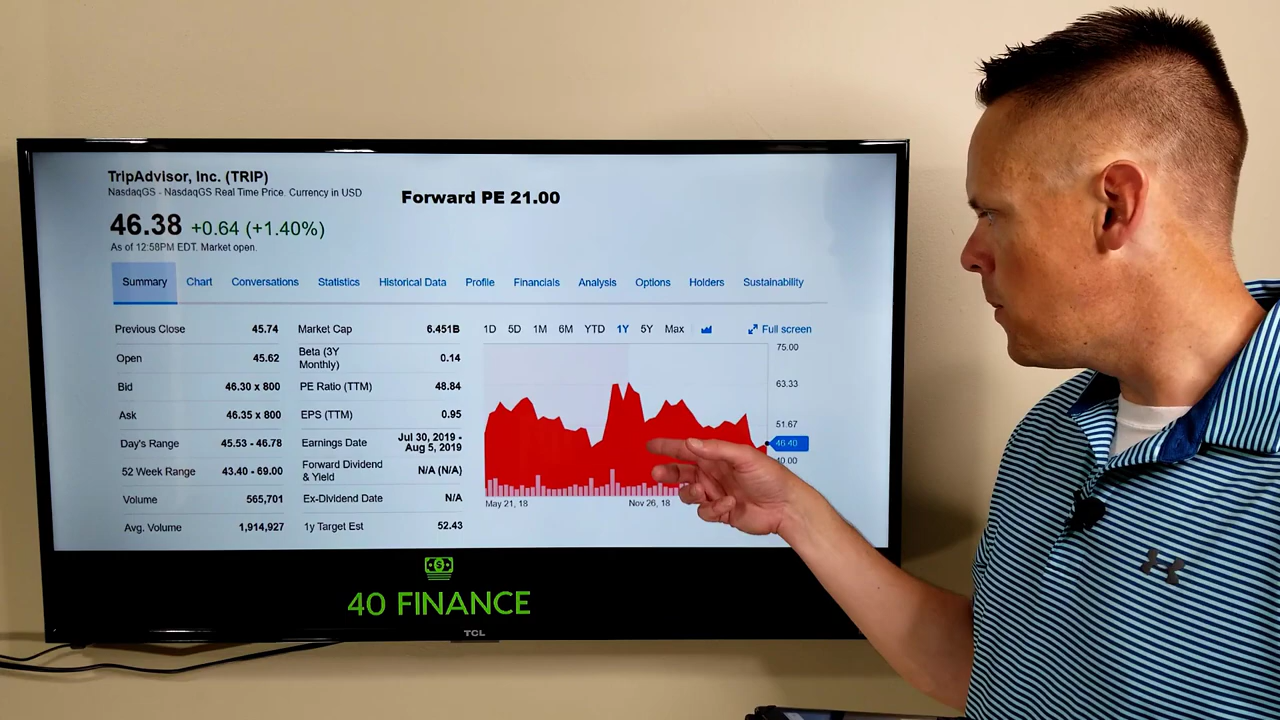 TripAdvisor, Inc. (TRIP)
NasdaqGS - NasdaqGS Real Time Price. Currency in USD
Forward PE 21.00
46.38 +0.64 (+1.40%)
As of 12:58PM EDT. Market open.
Summary Chart Conversations Statistics Historical Data Profile Financials Analysis Options Holders Sustainability
Previous Close 45.74
Open 45.62
Bid 46.30 x 800
Ask 46.35 x 800
Day's Range 45.53 - 46.78
52 Week Range 43.40 - 69.00
Volume 565,701
Avg. Volume 1,914,927
Market Cap 6.451B
Beta (3Y
Monthly) 0.14
PE Ratio (TTM) 48.84
EPS (TTM) 0.95
Earnings Date Jul 30, 2019 -
Aug 5, 2019
Forward Dividend
& Yield N/A (N/A)
Ex-Dividend Date N/A
1y Target Est 52.43
1D 5D 1M 6M YTD 1Y 5Y Max Full screen
75.00
63.33
51.67
46.40
40.00
May 21, 18 Nov 26, 18
40 FINANCE
TCL